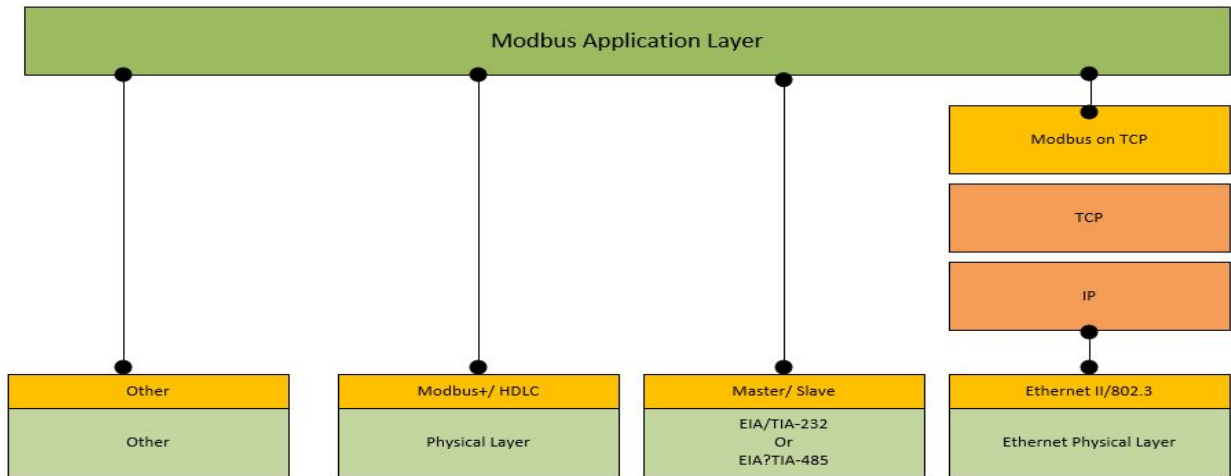 Modbus Application Layer
Modbus on TCP
TCP
IP
Other
Modbus+/ HDLC
Master/ Slave
Ethernet II/802.3
Other
Physical Layer
EIA/TIA-232
Or
EIA?TIA-485
Ethernet Physical Layer